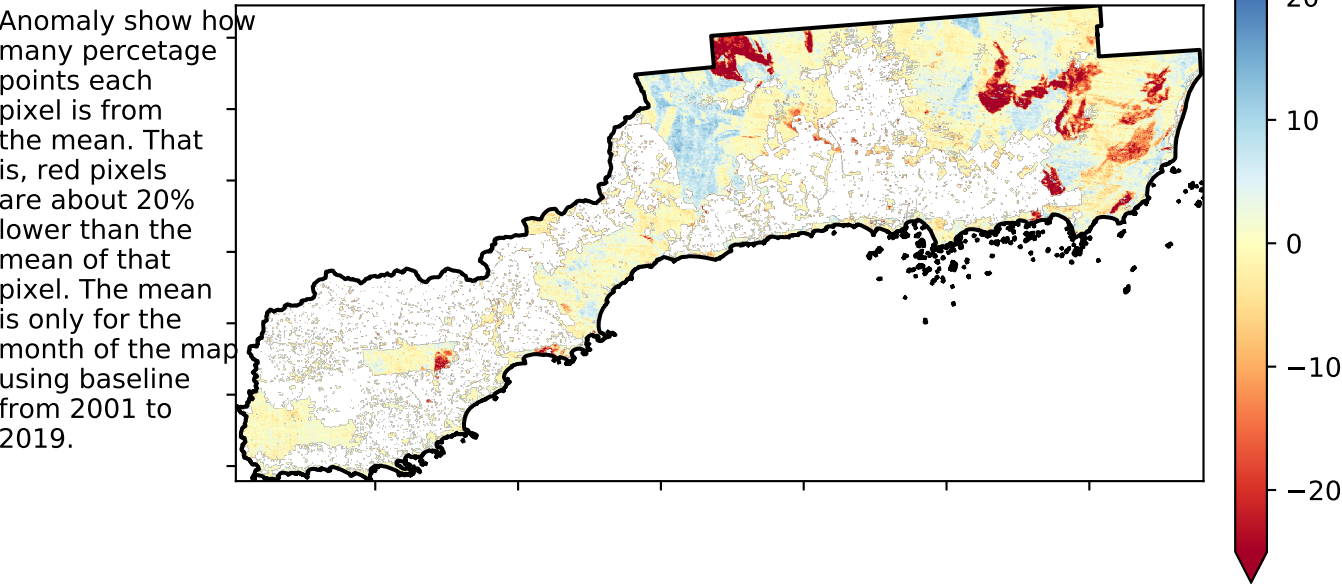 Anomaly show how
many percetage
points each
pixel is from
the mean. That
is, red pixels
are about 20%
lower than the
mean of that
pixel. The mean
is only for the
month of the map
using baseline
from 2001 to
2019.
20
10
0
−10
−20